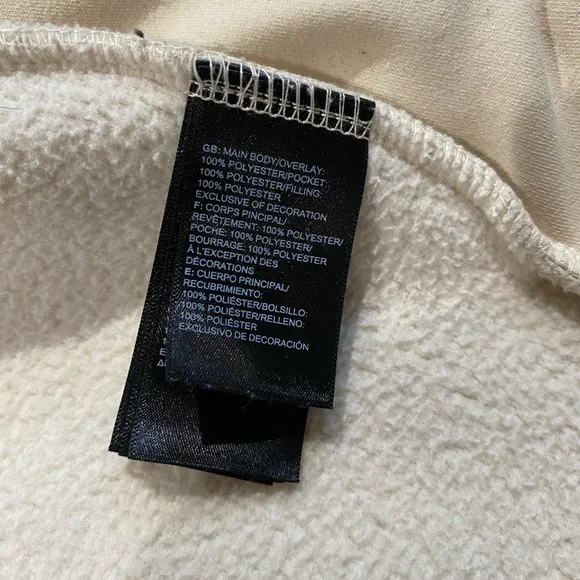 GB: MAIN BODY/OVERLAY:
100% POLYESTER/POCKET:
100% POLYESTER/FILLING:
100% POLYESTER
EXCLUSIVE OF DECORATION
F: CORPS PINCIPAL/
REVÊTEMENT: 100% POLYESTER/
POCHE: 100% POLYESTER/
BOURRAGE: 100% POLYESTER
À L'EXCEPTION DES
DÉCORATIONS
E: CUERPO PRINCIPAL/
RECUBRIMIENTO:
100% POLIÉSTER/BOLSILLO:
100% POLIÉSTER/RELLENO:
100% POLIÉSTER
EXCLUSIVO DE DECORACIÓN